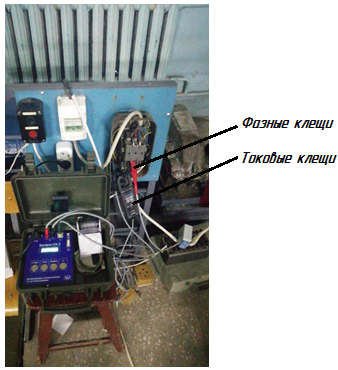 Фазные клещи
Токовые клещи